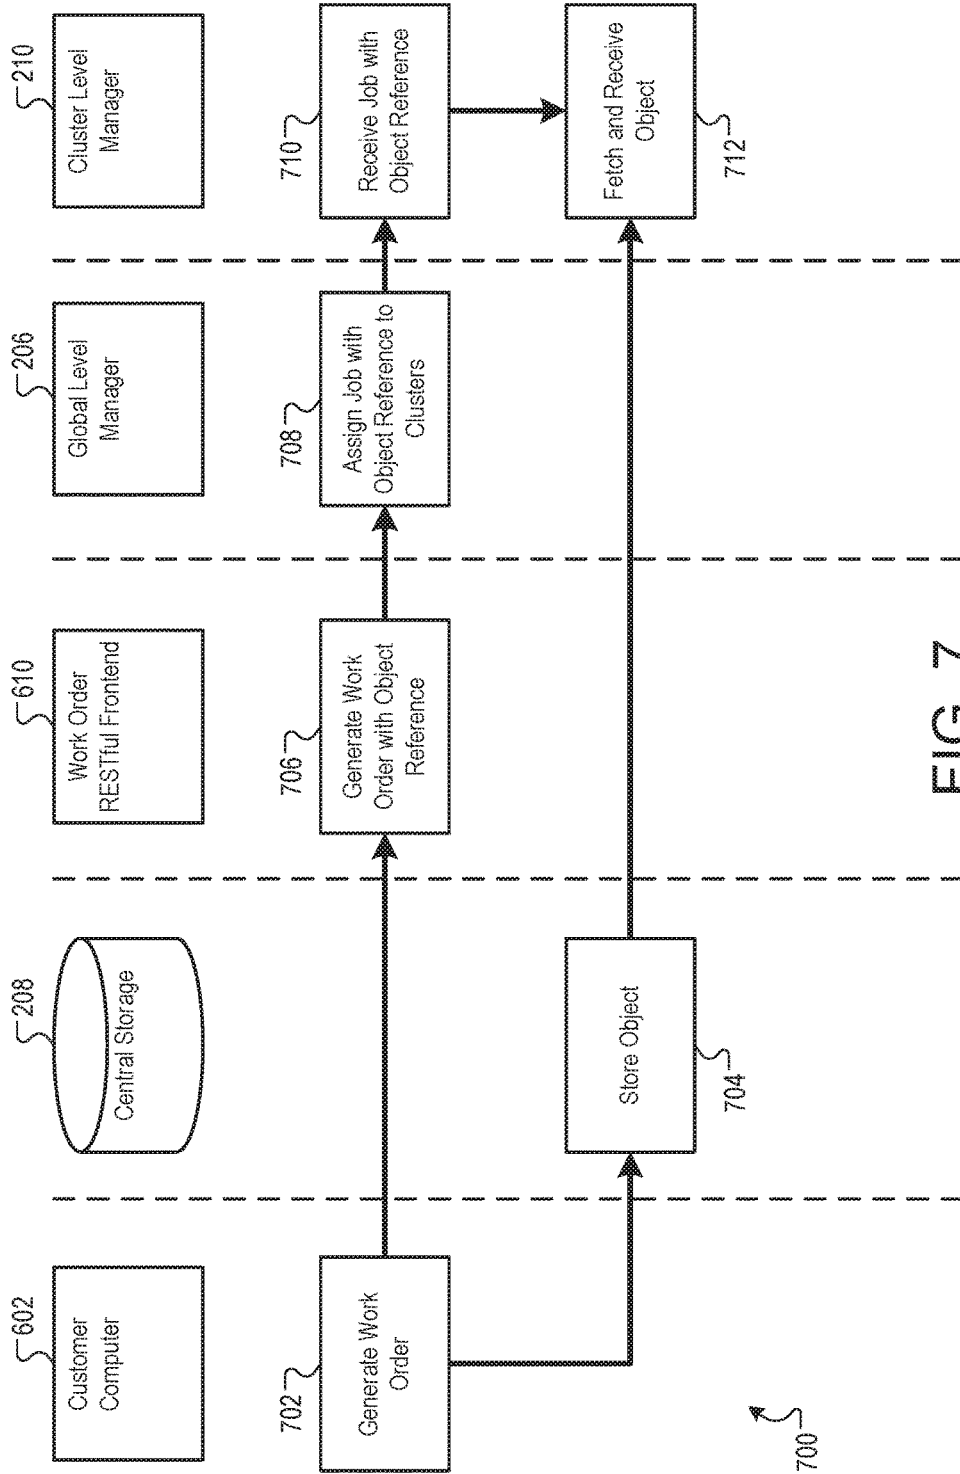 602
Customer
Computer
208
Central Storage
610
Work Order
RESTful Frontend
206
Global Level
Manager
210
Cluster Level
Manager
702
Generate Work
Order
706
Generate Work
Order with Object
Reference
708
Assign Job with
Object Reference to
Clusters
710
Receive Job with
Object Reference
Store Object
704
Fetch and Receive
Object
712
700
FIG. 7